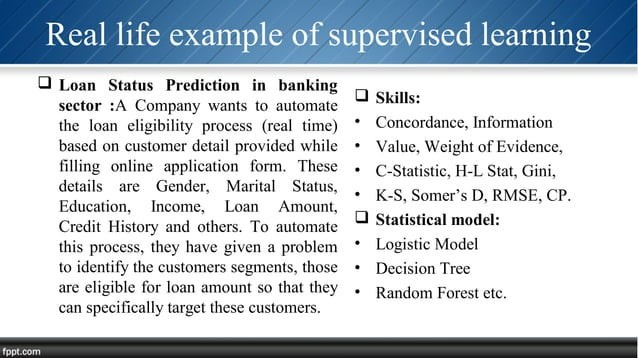 Real life example of supervised learning
❑ Loan Status Prediction in banking
sector :A Company wants to automate
the loan eligibility process (real time)
based on customer detail provided while
filling online application form. These
details are Gender, Marital Status,
Education, Income, Loan Amount,
Credit History and others. To automate
this process, they have given a problem
to identify the customers segments, those
are eligible for loan amount so that they
can specifically target these customers.
❑ Skills:
• Concordance, Information
• Value, Weight of Evidence,
• C-Statistic, H-L Stat, Gini,
• K-S, Somer’s D, RMSE, CP.
❑ Statistical model:
• Logistic Model
• Decision Tree
• Random Forest etc.
fppt.com